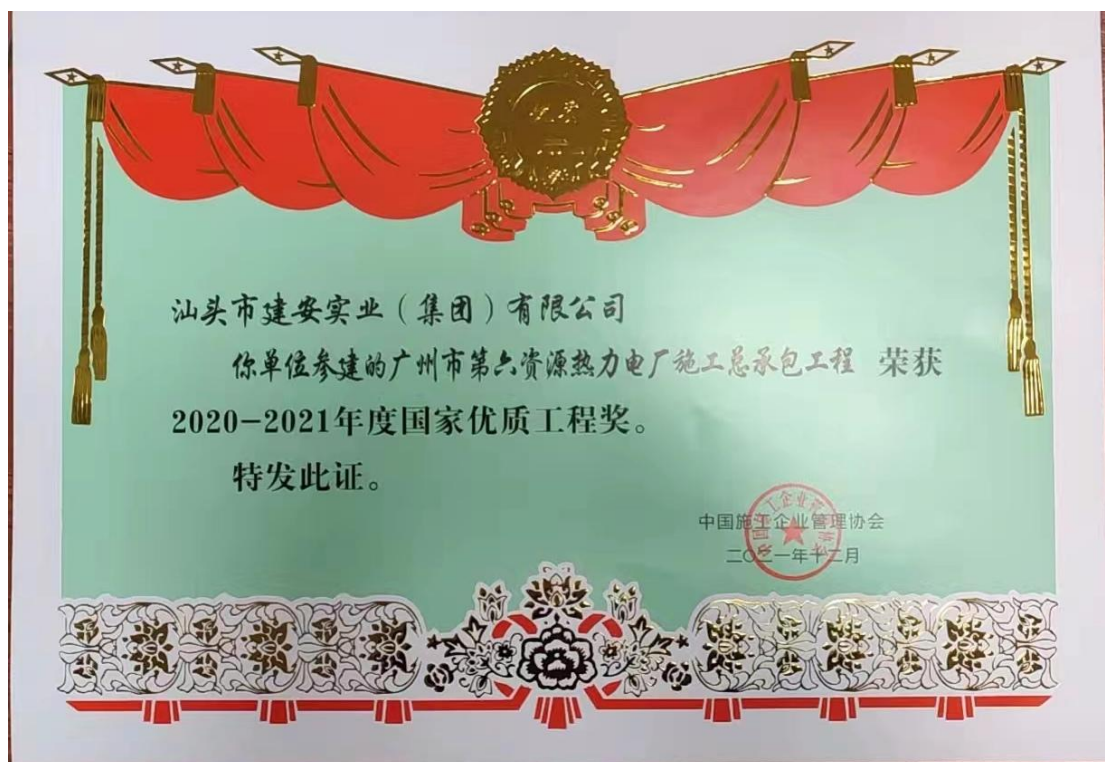 汕头市建安实业（集团）有限公司
你单位参建的广州市第六资源热力电厂施工总承包工程 荣获
2020-2021年度国家优质工程奖。
特发此证。
中国施工企业管理协会
二〇二一年十二月